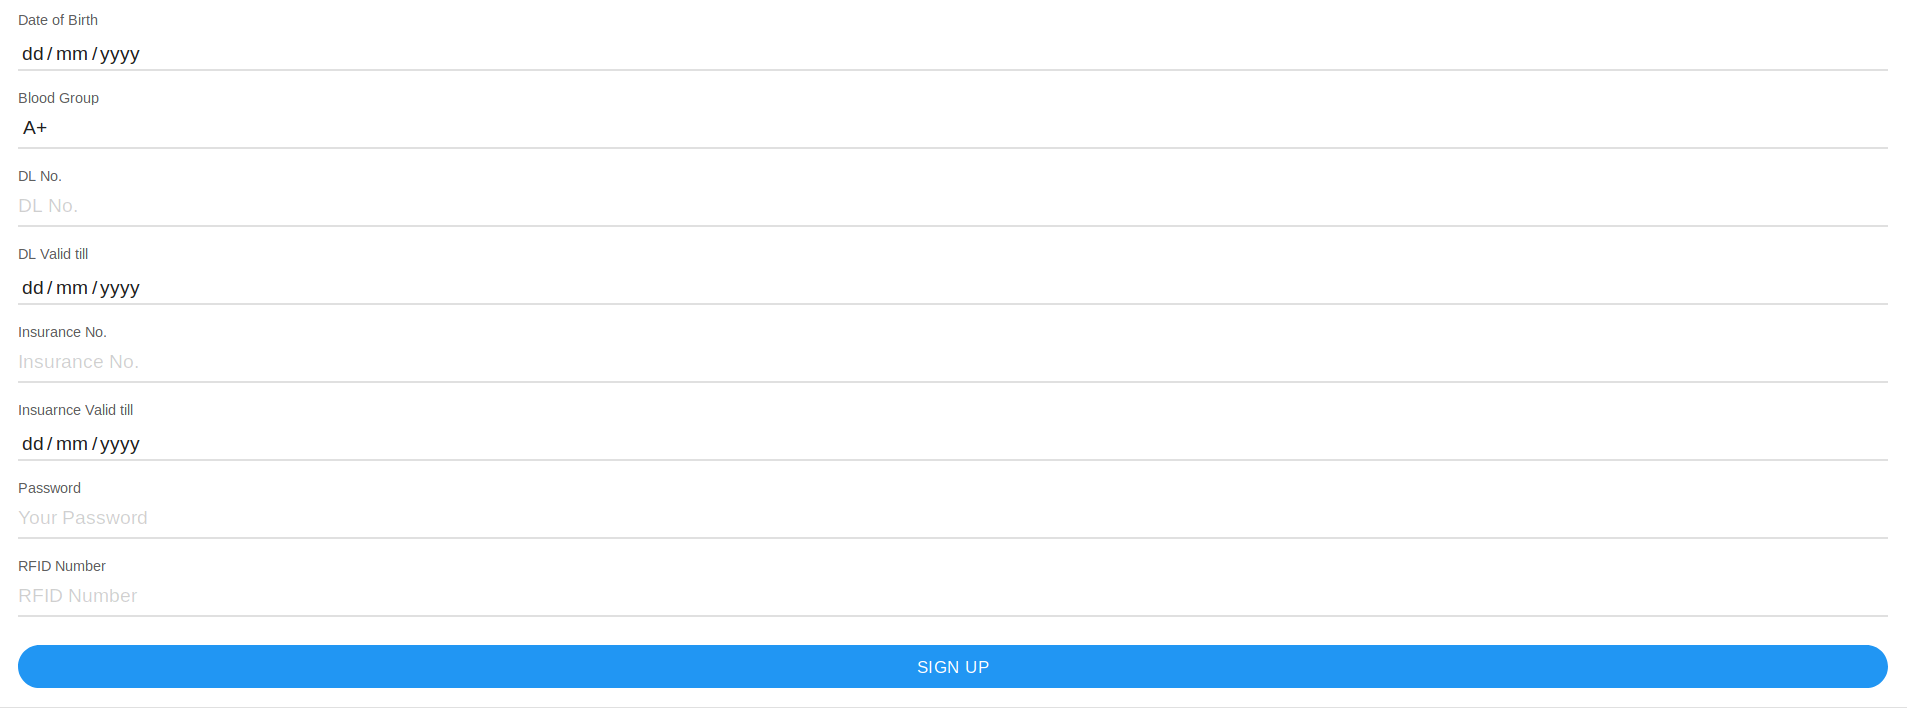 Date of Birth
dd/mm/yyyy
Blood Group
A+
DL No.
DL No.
DL Valid till
dd/mm/yyyy
Insurance No.
Insurance No.
Insuarnce Valid till
dd/mm/yyyy
Password
Your Password
RFID Number
RFID Number
SIGN UP